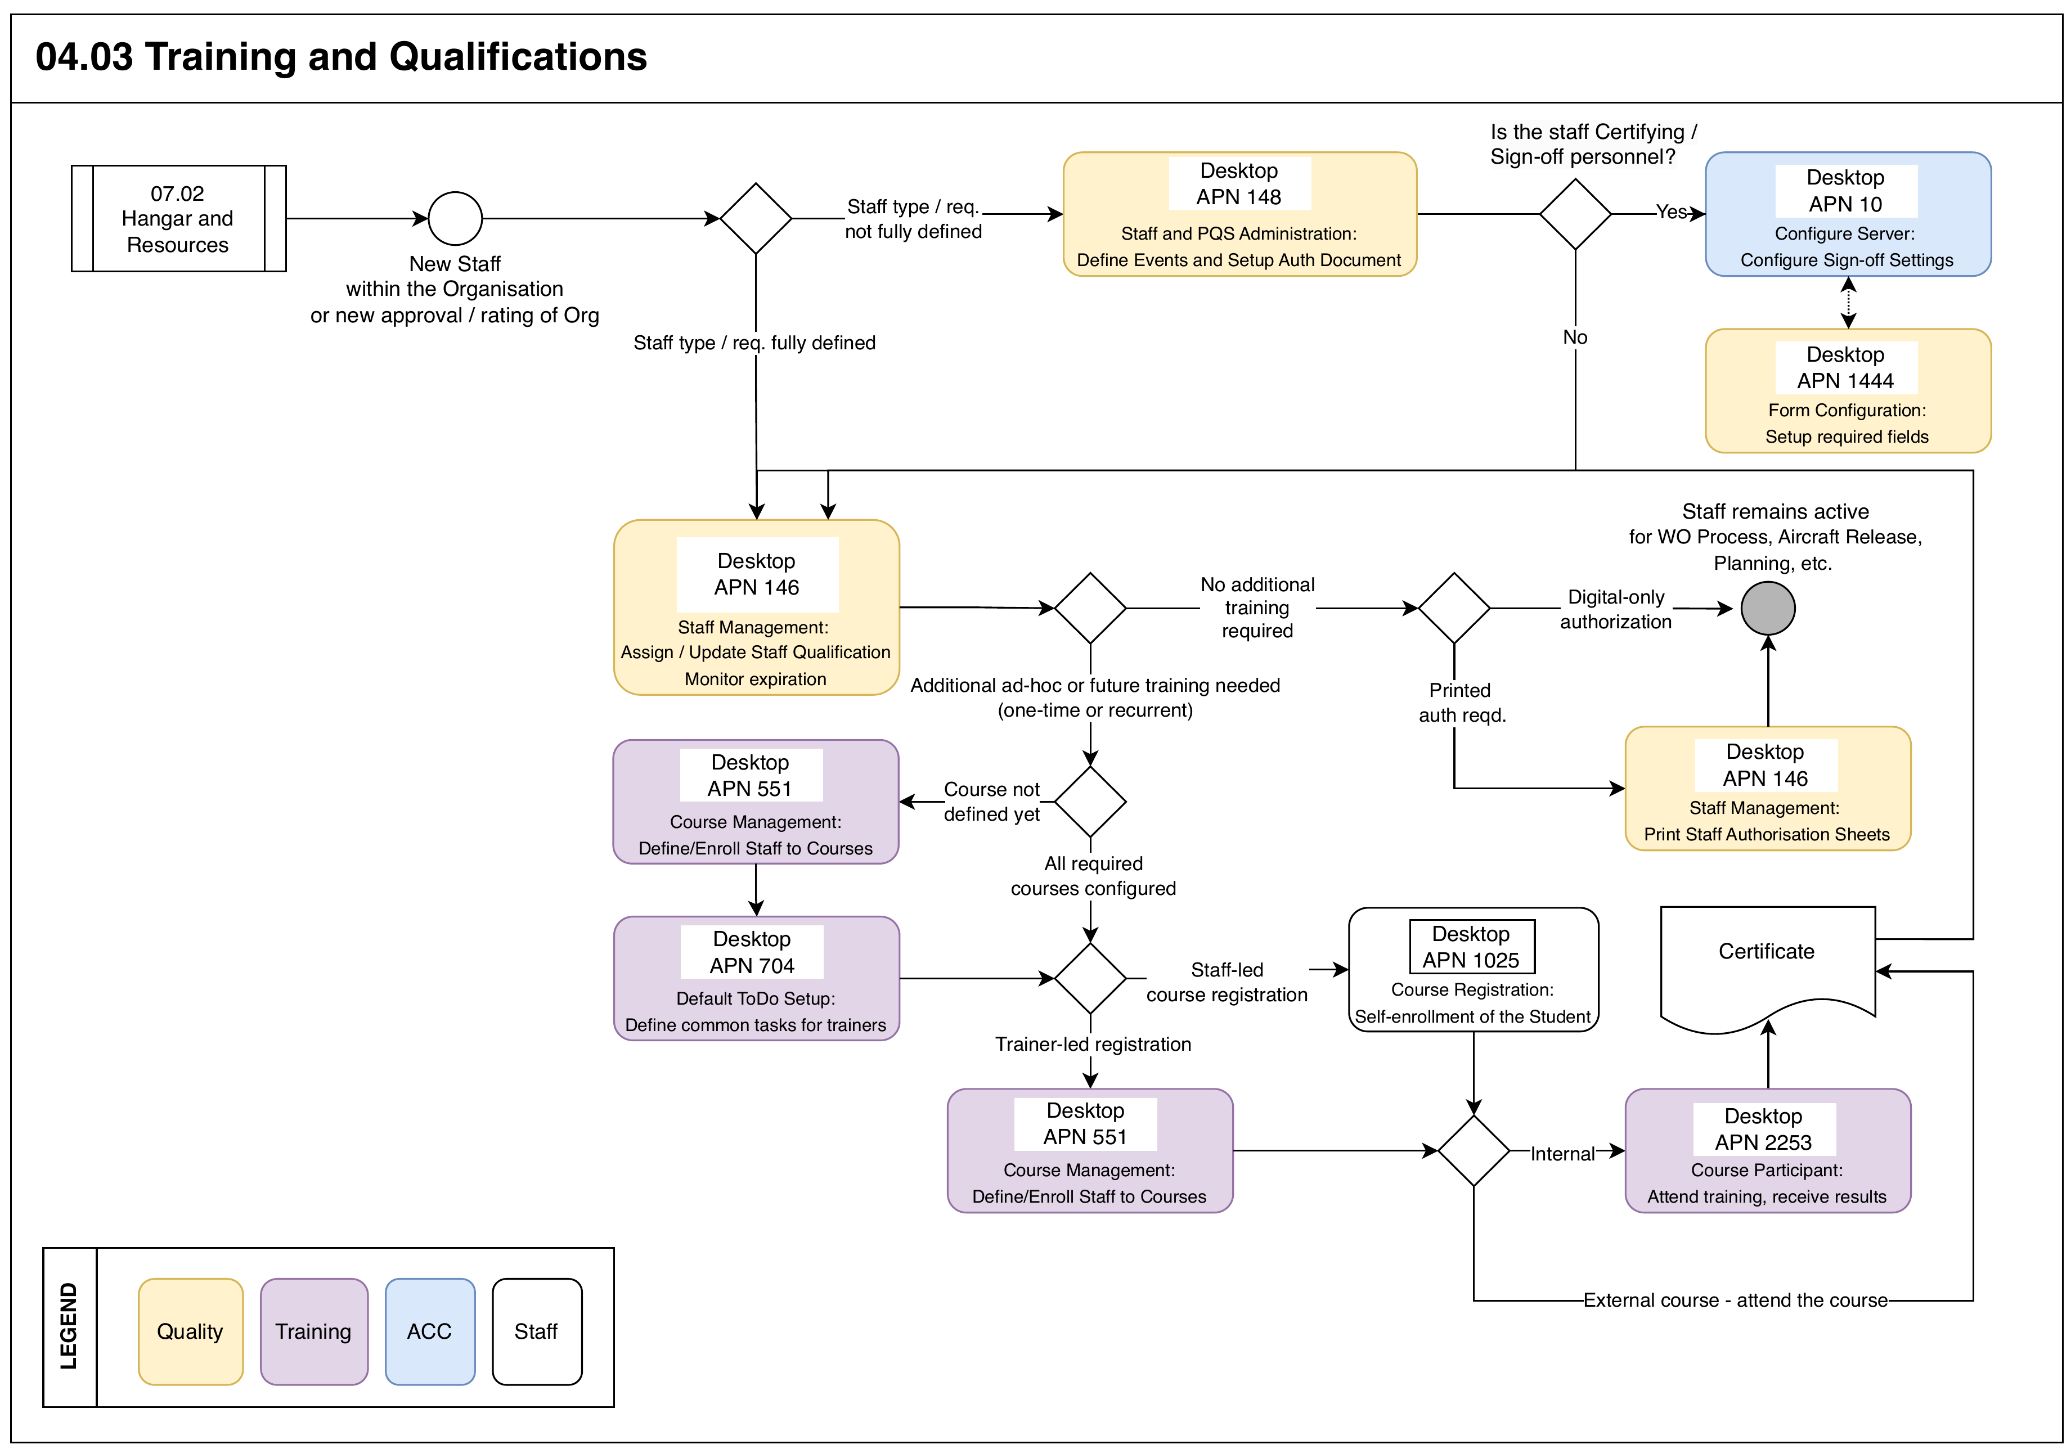 04.03 Training and Qualifications
07.02
Hangar and
Resources
New Staff
within the Organisation
or new approval / rating of Org
Staff type / req.
not fully defined
Staff type / req. fully defined
Desktop
APN 148
Staff and PQS Administration:
Define Events and Setup Auth Document
Is the staff Certifying /
Sign-off personnel?
Yes
No
Desktop
APN 10
Configure Server:
Configure Sign-off Settings
Desktop
APN 1444
Form Configuration:
Setup required fields
Desktop
APN 146
Staff Management:
Assign / Update Staff Qualification
Monitor expiration
No additional
training
required
Digital-only
authorization
Staff remains active
for WO Process, Aircraft Release,
Planning, etc.
Additional ad-hoc or future training needed
(one-time or recurrent)
Printed
auth reqd.
Desktop
APN 146
Staff Management:
Print Staff Authorisation Sheets
Desktop
APN 551
Course Management:
Define/Enroll Staff to Courses
Course not
defined yet
All required
courses configured
Desktop
APN 704
Default ToDo Setup:
Define common tasks for trainers
Staff-led
course registration
Desktop
APN 1025
Course Registration:
Self-enrollment of the Student
Certificate
Trainer-led registration
Desktop
APN 551
Course Management:
Define/Enroll Staff to Courses
Internal
Desktop
APN 2253
Course Participant:
Attend training, receive results
External course - attend the course
LEGEND
Quality
Training
ACC
Staff